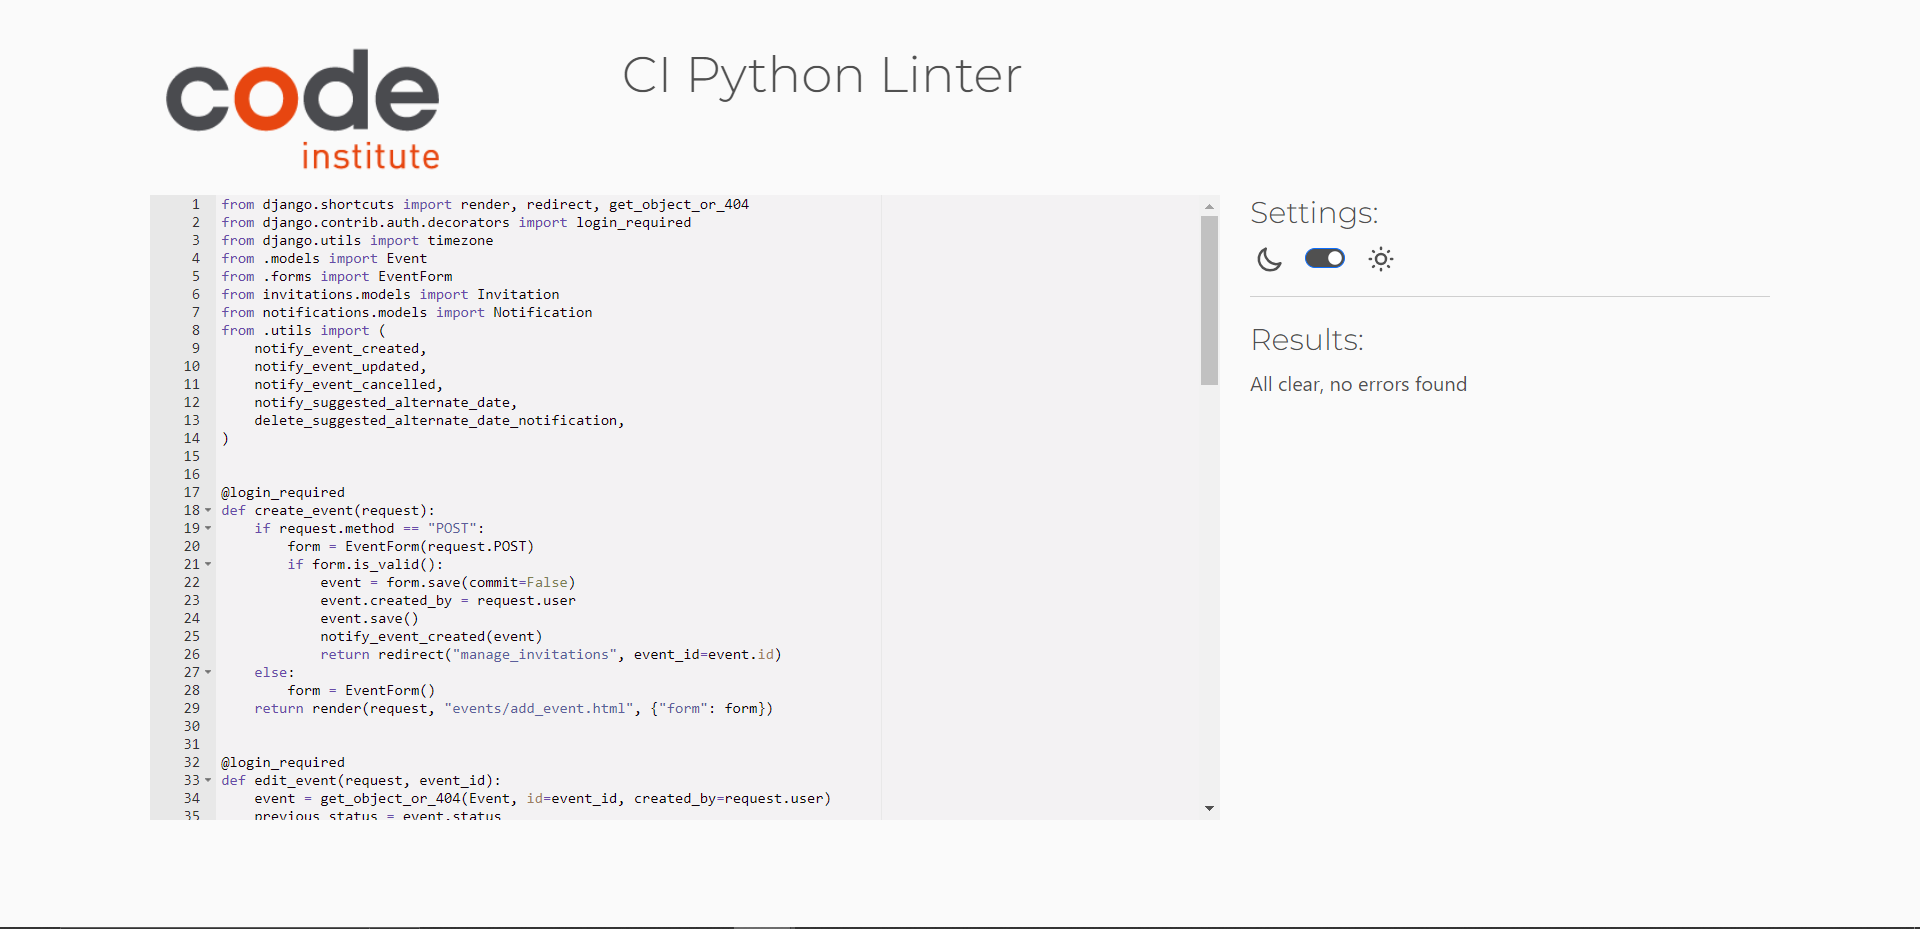 code
institute
CI Python Linter
1 from django.shortcuts import render, redirect, get_object_or_404
2 from django.contrib.auth.decorators import login_required
3 from django.utils import timezone
4 from .models import Event
5 from .forms import EventForm
6 from invitations.models import Invitation
7 from notifications.models import Notification
8 from .utils import (
9     notify_event_created,
10     notify_event_updated,
11     notify_event_cancelled,
12     notify_suggested_alternate_date,
13     delete_suggested_alternate_date_notification,
14 )
15
16
17 @login_required
18 def create_event(request):
19     if request.method == "POST":
20         form = EventForm(request.POST)
21         if form.is_valid():
22             event = form.save(commit=False)
23             event.created_by = request.user
24             event.save()
25             notify_event_created(event)
26             return redirect("manage_invitations", event_id=event.id)
27     else:
28         form = EventForm()
29     return render(request, "events/add_event.html", {"form": form})
30
31
32 @login_required
33 def edit_event(request, event_id):
34     event = get_object_or_404(Event, id=event_id, created_by=request.user)
35     previous_status = event.status
Settings:
Results:
All clear, no errors found